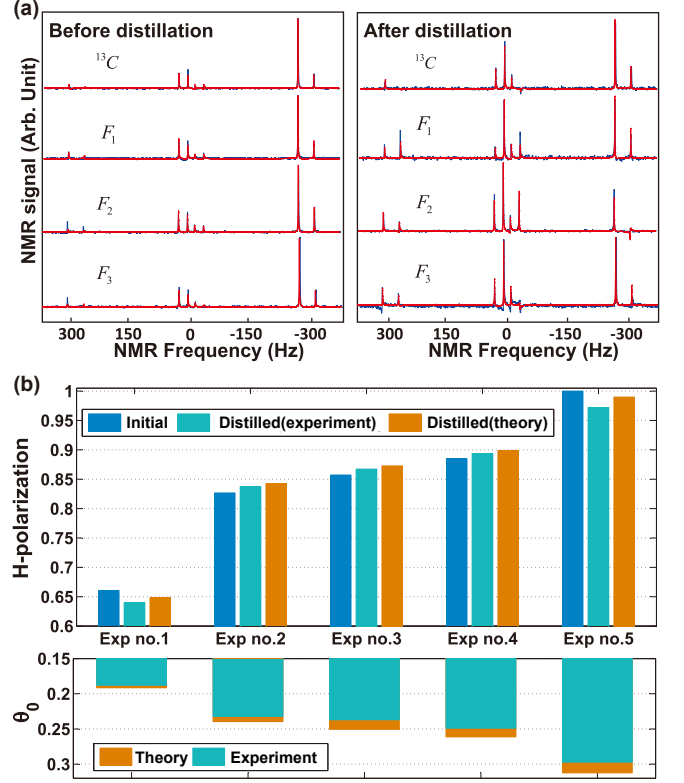 (a)
Before distillation
After distillation
NMR signal (Arb. Unit)
¹³C
F₁
F₂
F₃
¹³C
F₁
F₂
F₃
300 150 0 -150 -300
300 150 0 -150 -300
NMR Frequency (Hz)
NMR Frequency (Hz)
(b)
H-polarization
1
0.95
0.9
0.85
0.8
0.75
0.7
0.65
0.6
Initial Distilled(experiment) Distilled(theory)
Exp no.1 Exp no.2 Exp no.3 Exp no.4 Exp no.5
θ₀
0.15
0.2
0.25
0.3
Theory Experiment